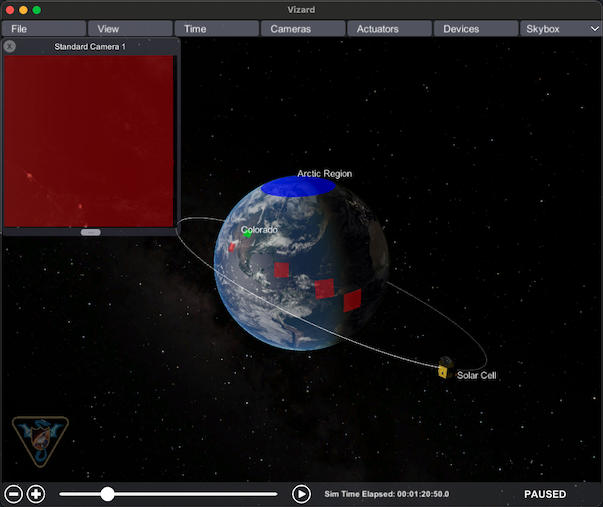 Vizard
File View Time Cameras Actuators Devices Skybox
X Standard Camera 1
Arctic Region
Colorado
Solar Cell
Sim Time Elapsed: 00:01:20:50.0 PAUSED